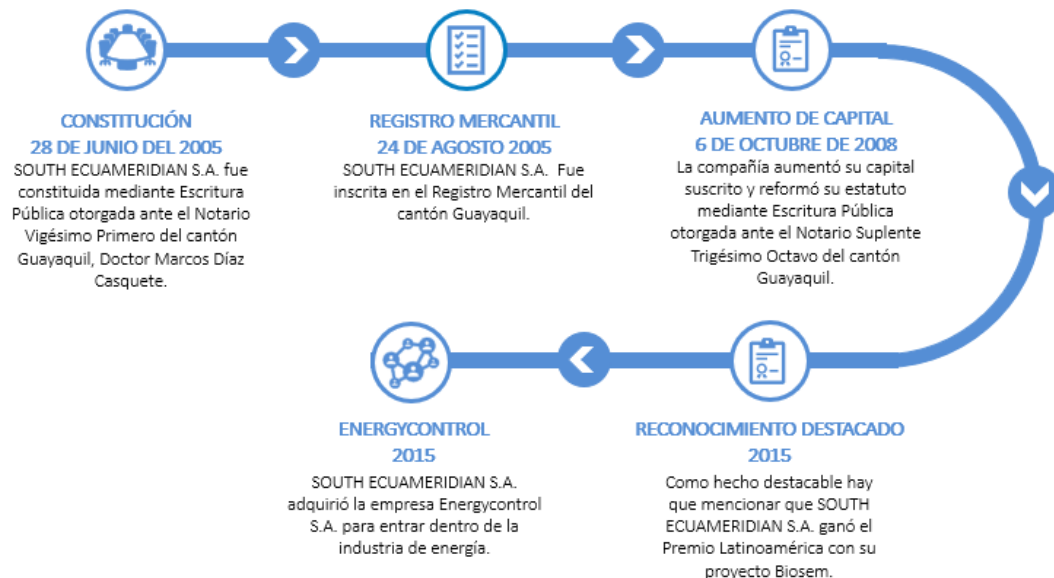 CONSTITUCIÓN
28 DE JUNIO DEL 2005
SOUTH ECUAMERIDIAN S.A. fue
constituida mediante Escritura
Pública otorgada ante el Notario
Vigésimo Primero del cantón
Guayaquil, Doctor Marcos Díaz
Casquete.
REGISTRO MERCANTIL
24 DE AGOSTO 2005
SOUTH ECUAMERIDIAN S.A. Fue
inscrita en el Registro Mercantil del
cantón Guayaquil.
AUMENTO DE CAPITAL
6 DE OCTUBRE DE 2008
La compañía aumentó su capital
suscrito y reformó su estatuto
mediante Escritura Pública
otorgada ante el Notario Suplente
Trigésimo Octavo del cantón
Guayaquil.
RECONOCIMIENTO DESTACADO
2015
Como hecho destacable hay
que mencionar que SOUTH
ECUAMERIDIAN S.A. ganó el
Premio Latinoamérica con su
proyecto Biosem.
ENERGYCONTROL
2015
SOUTH ECUAMERIDIAN S.A.
adquirió la empresa Energycontrol
S.A. para entrar dentro de la
industria de energía.